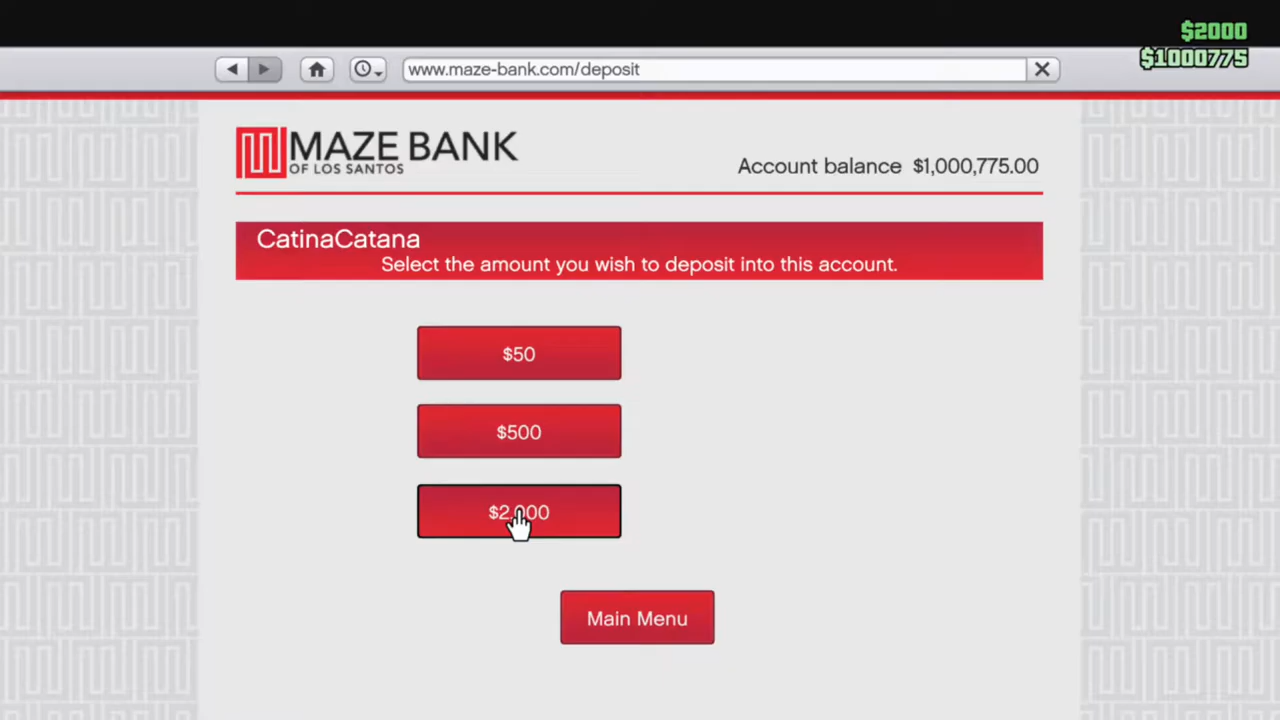 $2000
$1000775
www.maze-bank.com/deposit
MAZE BANK
OF LOS SANTOS
Account balance $1,000,775.00
CatinaCatana
Select the amount you wish to deposit into this account.
$50
$500
$2,000
Main Menu